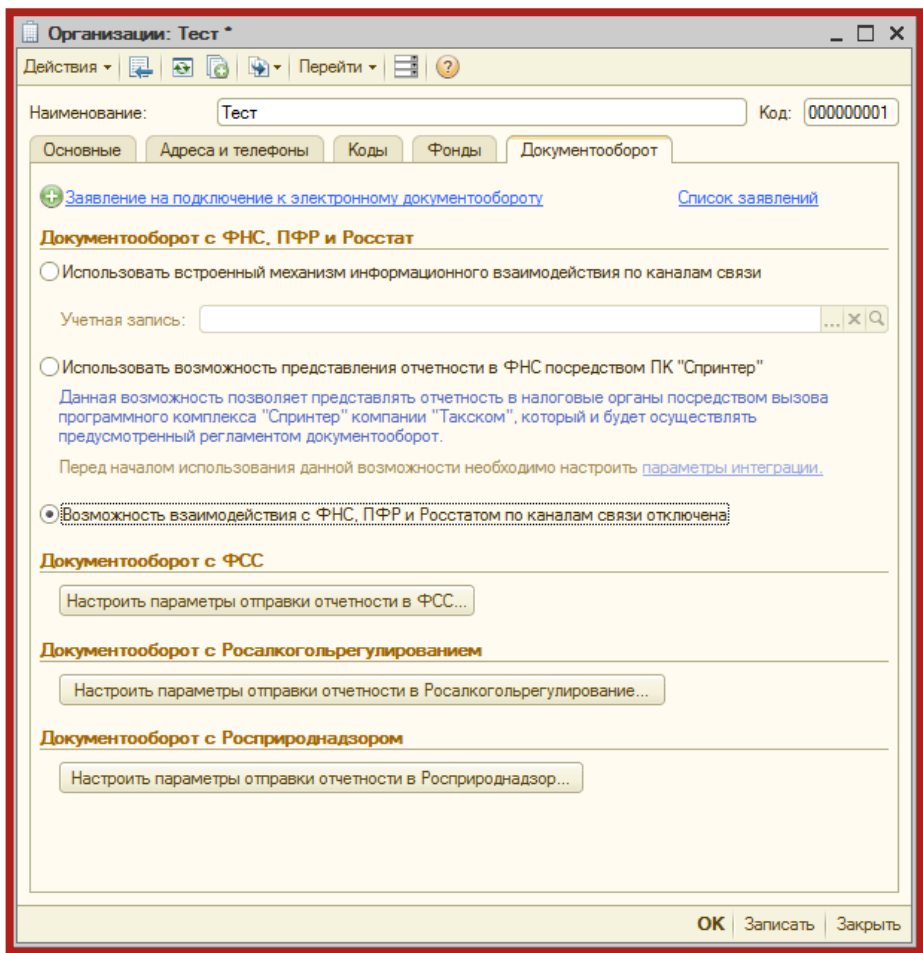 Организации: Тест *
Действия Перейти
Наименование: Тест Код: 000000001
Основные Адреса и телефоны Коды Фонды Документооборот
Заявление на подключение к электронному документообороту Список заявлений
Документооборот с ФНС, ПФР и Росстат
Использовать встроенный механизм информационного взаимодействия по каналам связи
Учетная запись:
Использовать возможность представления отчетности в ФНС посредством ПК "Спринтер"
Данная возможность позволяет представлять отчетность в налоговые органы посредством вызова
программного комплекса "Спринтер" компании "Такском", который и будет осуществлять
предусмотренный регламентом документооборот.
Перед началом использования данной возможности необходимо настроить параметры интеграции.
Возможность взаимодействия с ФНС, ПФР и Росстатом по каналам связи отключена
Документооборот с ФСС
Настроить параметры отправки отчетности в ФСС...
Документооборот с Росалкогольрегулированием
Настроить параметры отправки отчетности в Росалкогольрегулирование...
Документооборот с Росприроднадзором
Настроить параметры отправки отчетности в Росприроднадзор...
OK Записать Закрыть